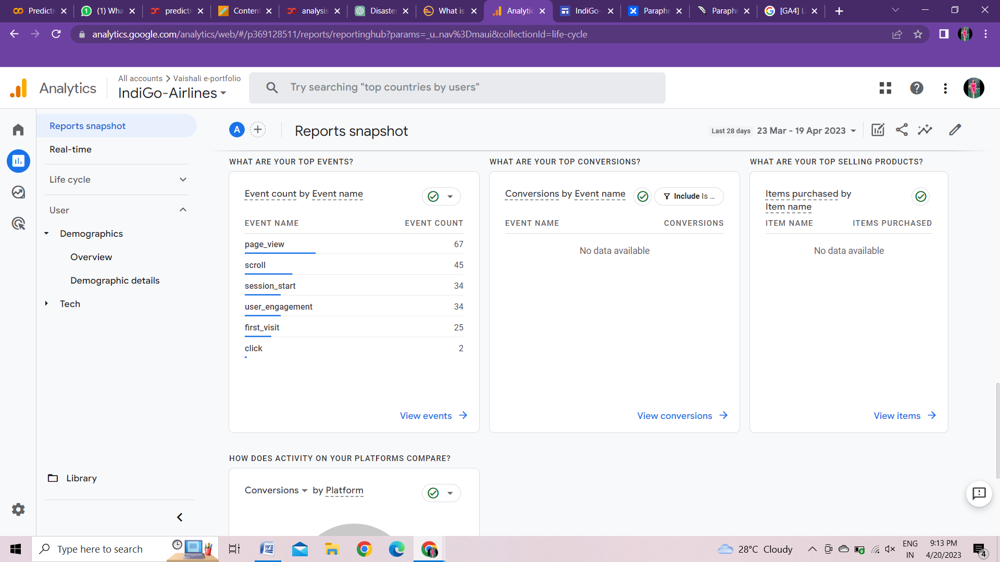 Predicti
(1) Wha
predicti
Content
analysis
Disaster
What is
Analytic
IndiGo-
Paraphr
Paraphr
[GA4] Li
analytics.google.com/analytics/web/#/p369128511/reports/reportinghub?params=_u..nav%3Dmaui&collectionId=life-cycle
Analytics
All accounts > Vaishali e-portfolio
IndiGo-Airlines
Try searching "top countries by users"
Reports snapshot
Real-time
Life cycle
User
Demographics
Overview
Demographic details
Tech
Library
A
Reports snapshot
Last 28 days 23 Mar - 19 Apr 2023
WHAT ARE YOUR TOP EVENTS?
Event count by Event name
EVENT NAME EVENT COUNT
page_view 67
scroll 45
session_start 34
user_engagement 34
first_visit 25
click 2
View events
WHAT ARE YOUR TOP CONVERSIONS?
Conversions by Event name
Include Is ...
EVENT NAME CONVERSIONS
No data available
View conversions
WHAT ARE YOUR TOP SELLING PRODUCTS?
Items purchased by
Item name
ITEM NAME ITEMS PURCHASED
No data available
View items
HOW DOES ACTIVITY ON YOUR PLATFORMS COMPARE?
Conversions by Platform
Type here to search
28°C Cloudy
ENG
IN
9:13 PM
4/20/2023
4